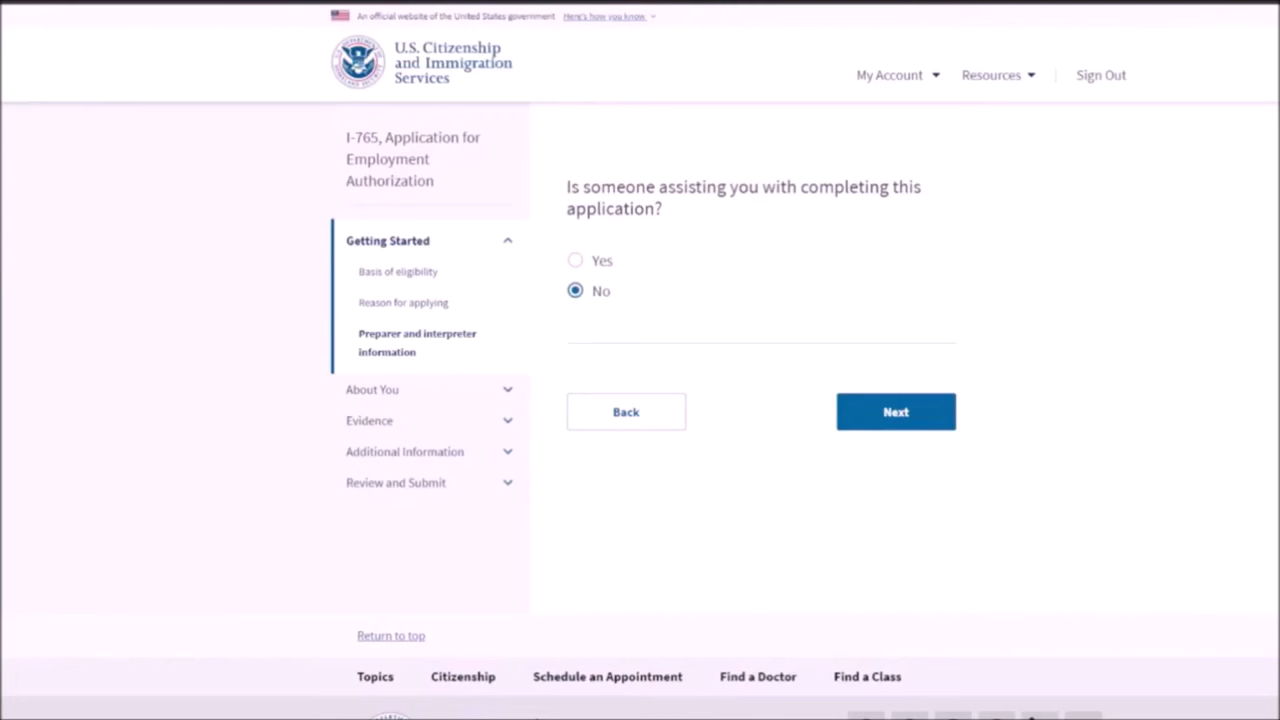 An official website of the United States government Here's how you know
U.S. Citizenship
and Immigration
Services
My Account Resources Sign Out
I-765, Application for
Employment
Authorization
Getting Started
Basis of eligibility
Reason for applying
Preparer and interpreter
information
About You
Evidence
Additional Information
Review and Submit
Is someone assisting you with completing this
application?
Yes
No
Back Next
Return to top
Topics Citizenship Schedule an Appointment Find a Doctor Find a Class